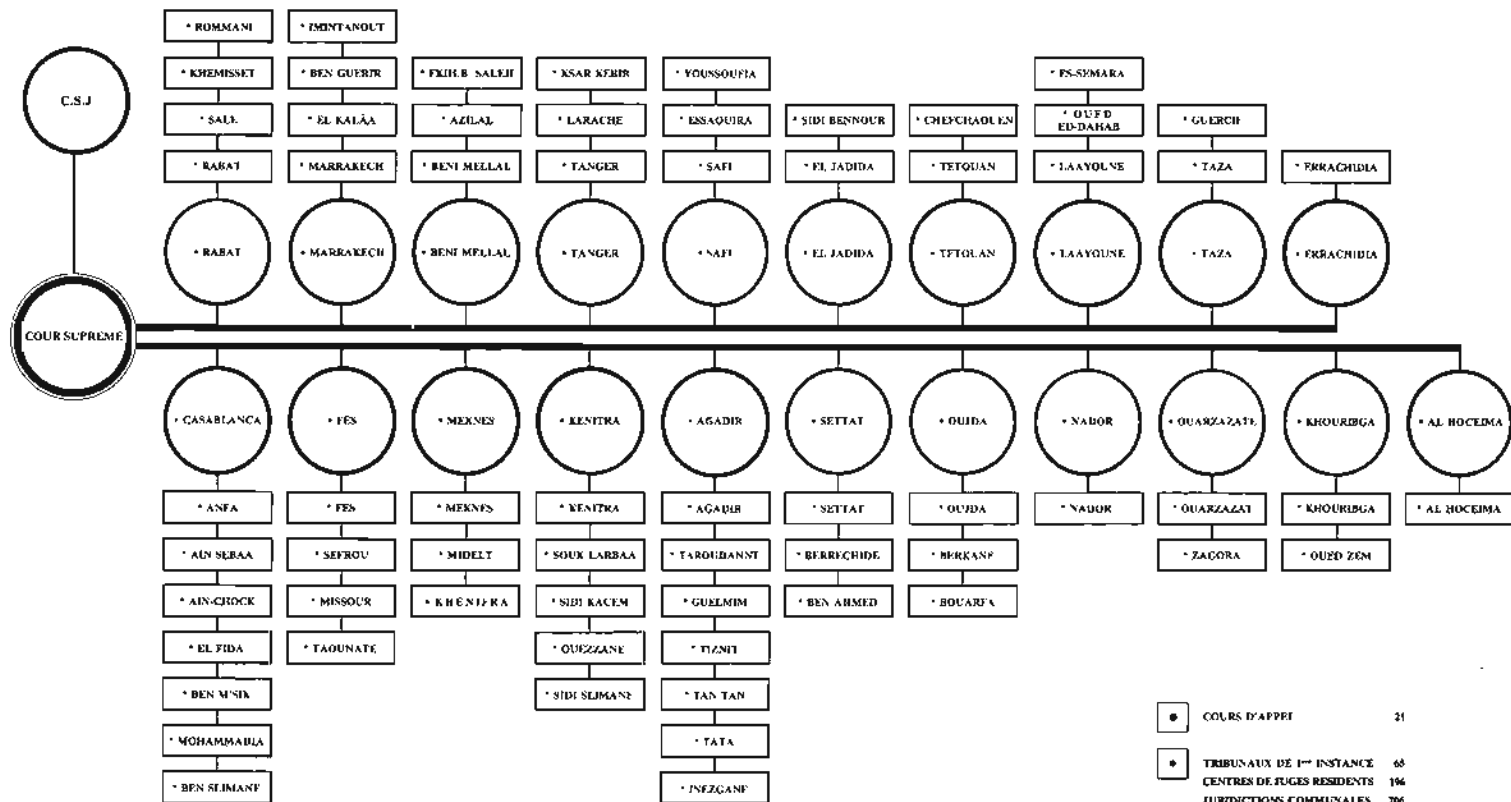 C.S.J
COUR SUPREME
* ROMMANI
* KHEMISSET
* SALE
* RABAT
• RABAT
* IMINTANOUT
* BEN GUERIR
* EL KALÂA
* MARRAKECH
• MARRAKECH
* FKIH.B. SALEH
* AZILAL
* BENI MELLAL
• BENI MELLAL
* KSAR KEBIR
* LARACHE
* TANGER
• TANGER
* YOUSSOUFIA
* ESSAOUIRA
* SAFI
• SAFI
* SIDI BENNOUR
* EL JADIDA
• EL JADIDA
* CHEFCHAOUEN
* TETOUAN
• TETOUAN
* ES-SEMARA
* OUED
ED-DAHAB
* LAAYOUNE
• LAAYOUNE
* GUERCIF
* TAZA
• TAZA
* ERRACHIDIA
• ERRACHIDIA
• CASABLANCA
* ANFA
* AÏN SEBAA
* AIN-CHOCK
* EL FIDA
* BEN M'SIK
* MOHAMMADIA
* BEN SLIMANE
• FÈS
* FES
* SEFROU
* MISSOUR
* TAOUNATE
• MEKNES
* MEKNES
* MIDELT
* KHENIFRA
• KENITRA
* KENITRA
* SOUK LARBAA
* SIDI KACEM
* OUEZZANE
* SIDI SLIMANE
• AGADIR
* AGADIR
* TAROUDANNT
* GUELMIM
* TIZNIT
* TAN TAN
* TATA
* INEZGANE
• SETTAT
* SETTAT
* BERRECHIDE
* BEN AHMED
• OUJDA
* OUJDA
* BERKANE
* BOUARFA
• NADOR
* NADOR
• OUARZAZATE
* OUARZAZAT
* ZAGORA
• KHOURIBGA
* KHOURIBGA
* OUED ZEM
• AL HOCEIMA
* AL HOCEIMA
• COURS D'APPEL 21
* TRIBUNAUX DE 1ère INSTANCE 65
CENTRES DE JUGES RESIDENTS 196
JURIDICTIONS COMMUNALES 706